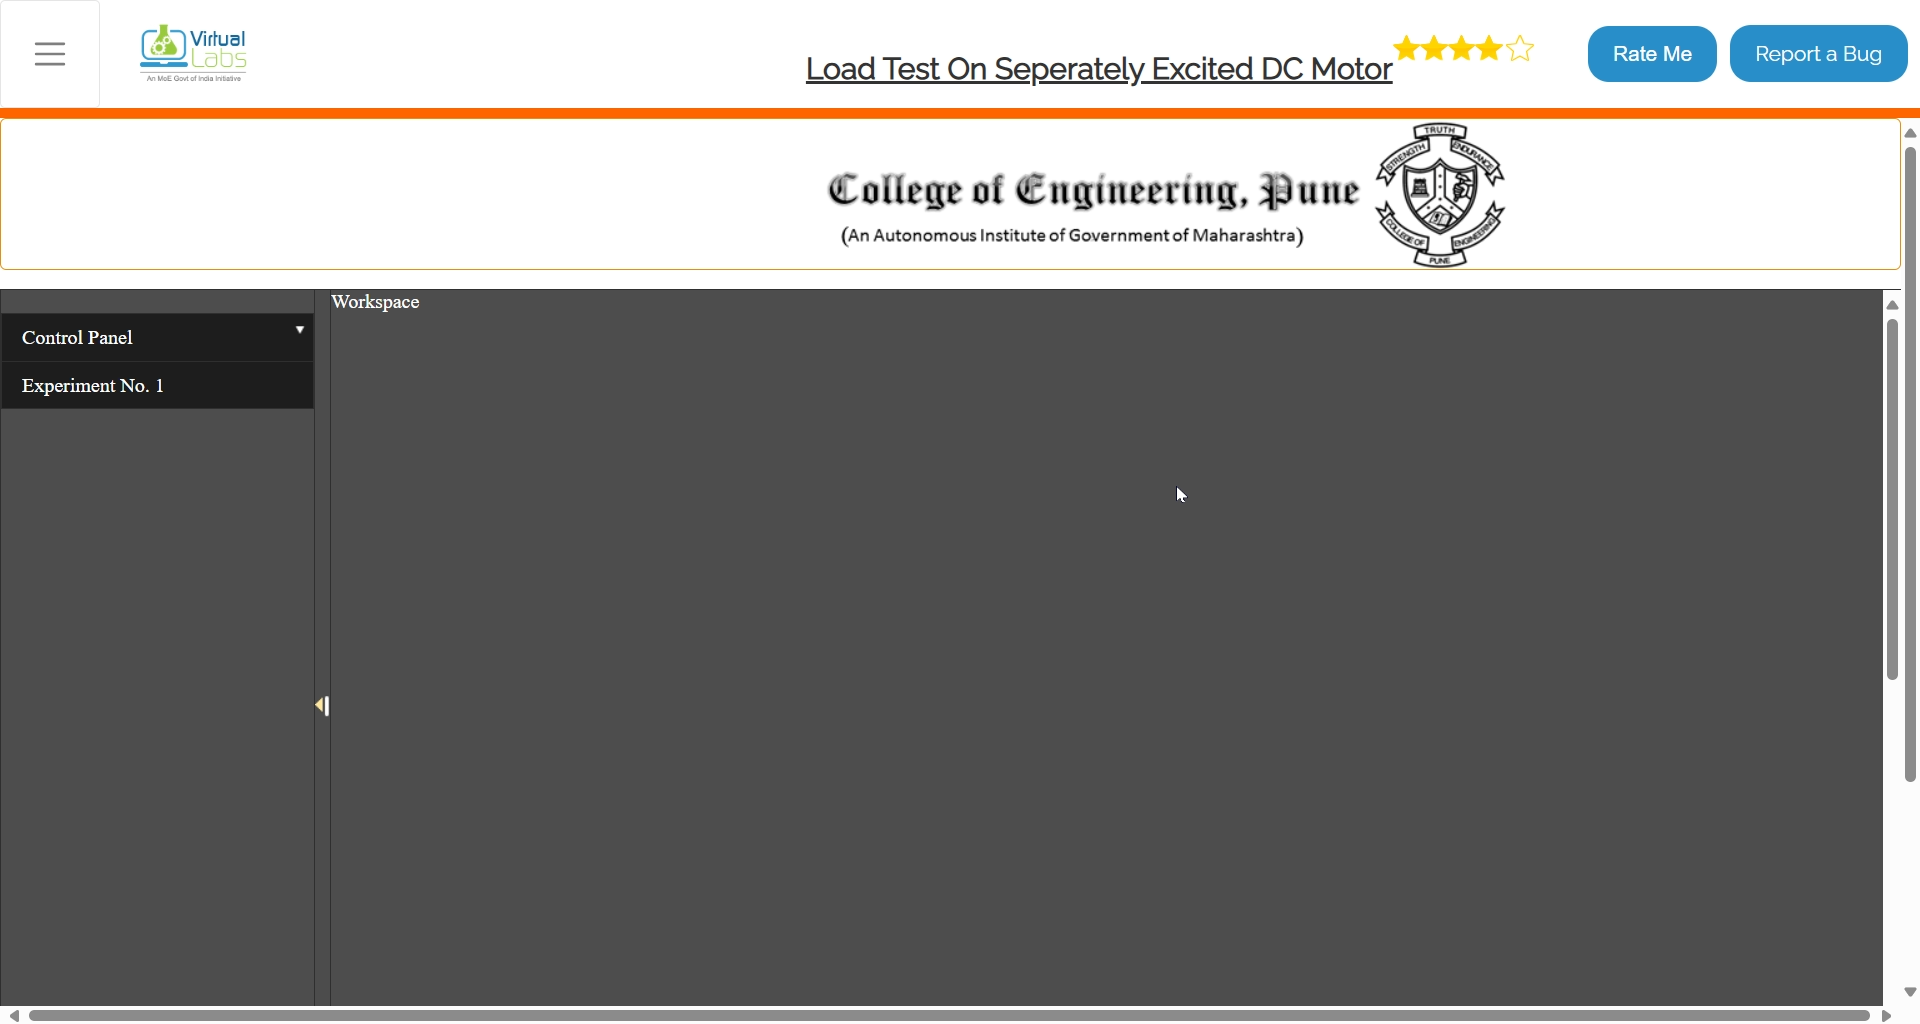 Virtual
Labs
An MoE Govt of India Initiative
Load Test On Seperately Excited DC Motor
Rate Me
Report a Bug
College of Engineering, Pune
(An Autonomous Institute of Government of Maharashtra)
TRUTH
STRENGTH
ENDURANCE
COLLEGE OF
ENGINEERING
PUNE
Workspace
Control Panel
Experiment No. 1